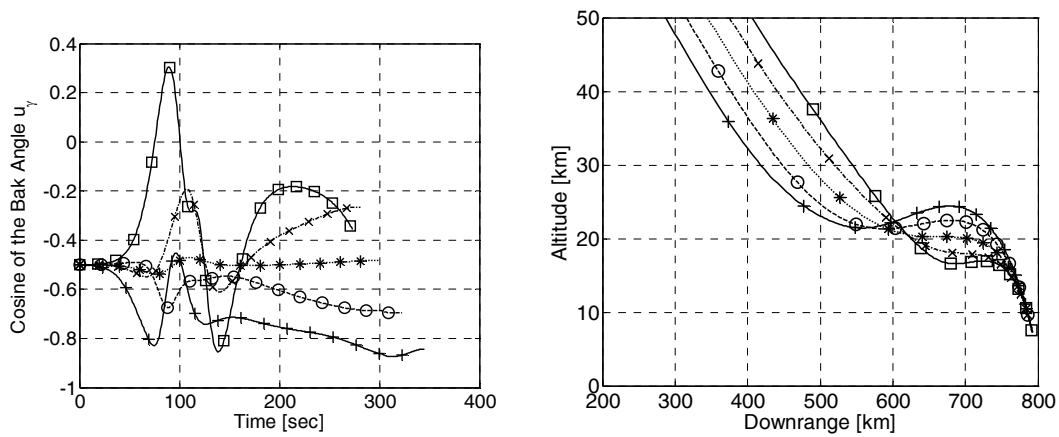 0.4
0.2
0
-0.2
-0.4
-0.6
-0.8
-1
0 100 200 300 400
Time [sec]
Cosine of the Bak Angle uγ
50
40
30
20
10
0
200 300 400 500 600 700 800
Downrange [km]
Altitude [km]